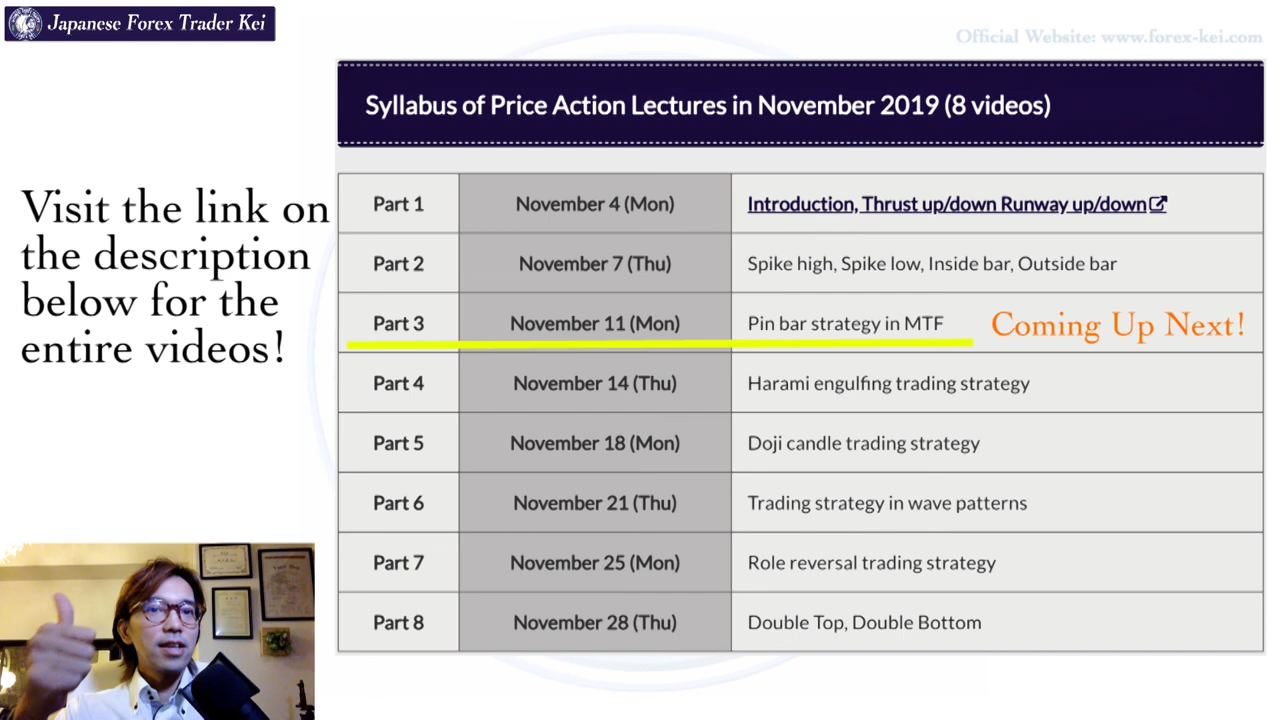 Japanese Forex Trader Kei
Official Website: www.forex-kei.com
Syllabus of Price Action Lectures in November 2019 (8 videos)
Visit the link on
the description
below for the
entire videos!
Part 1 November 4 (Mon) Introduction, Thrust up/down Runway up/down
Part 2 November 7 (Thu) Spike high, Spike low, Inside bar, Outside bar
Part 3 November 11 (Mon) Pin bar strategy in MTF Coming Up Next!
Part 4 November 14 (Thu) Harami engulfing trading strategy
Part 5 November 18 (Mon) Doji candle trading strategy
Part 6 November 21 (Thu) Trading strategy in wave patterns
Part 7 November 25 (Mon) Role reversal trading strategy
Part 8 November 28 (Thu) Double Top, Double Bottom